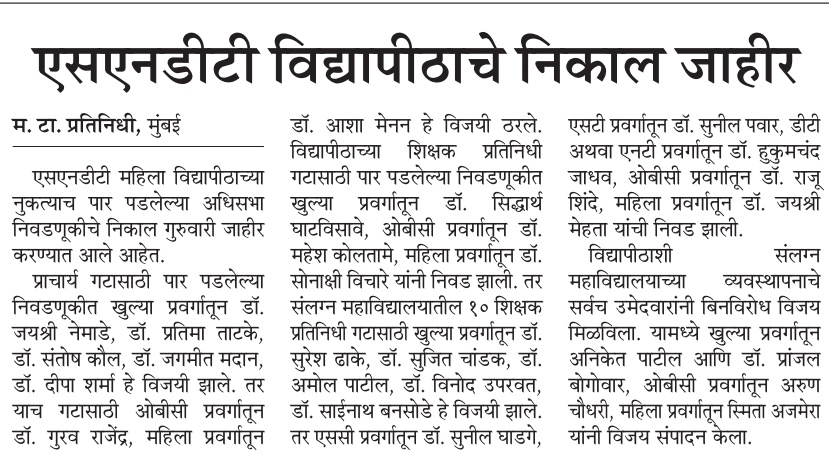 एसएनडीटी विद्यापीठाचे निकाल जाहीर
म. टा. प्रतिनिधी, मुंबई
एसएनडीटी महिला विद्यापीठाच्या
नुकत्याच पार पडलेल्या अधिसभा
निवडणूकीचे निकाल गुरुवारी जाहीर
करण्यात आले आहेत.
प्राचार्य गटासाठी पार पडलेल्या
निवडणूकीत खुल्या प्रवर्गातून डॉ.
जयश्री नेमाडे, डॉ. प्रतिमा ताटके,
डॉ. संतोष कौल, डॉ. जगमीत मदान,
डॉ. दीपा शर्मा हे विजयी झाले. तर
याच गटासाठी ओबीसी प्रवर्गातून
डॉ. गुरव राजेंद्र, महिला प्रवर्गातून
डॉ. आशा मेनन हे विजयी ठरले.
विद्यापीठाच्या शिक्षक प्रतिनिधी
गटासाठी पार पडलेल्या निवडणूकीत
खुल्या प्रवर्गातून डॉ. सिद्धार्थ
घाटविसावे, ओबीसी प्रवर्गातून डॉ.
महेश कोलतामे, महिला प्रवर्गातून डॉ.
सोनाक्षी विचारे यांनी निवड झाली. तर
संलग्न महाविद्यालयातील १० शिक्षक
प्रतिनिधी गटासाठी खुल्या प्रवर्गातून डॉ.
सुरेश ढाके, डॉ. सुजित चांडक, डॉ.
अमोल पाटील, डॉ. विनोद उपरवत,
डॉ. साईनाथ बनसोडे हे विजयी झाले.
तर एससी प्रवर्गातून डॉ. सुनील घाडगे,
एसटी प्रवर्गातून डॉ. सुनील पवार, डीटी
अथवा एनटी प्रवर्गातून डॉ. हुकुमचंद
जाधव, ओबीसी प्रवर्गातून डॉ. राजू
शिंदे, महिला प्रवर्गातून डॉ. जयश्री
मेहता यांची निवड झाली.
विद्यापीठाशी संलग्न
महाविद्यालयाच्या व्यवस्थापनाचे
सर्वच उमेदवारांनी बिनविरोध विजय
मिळविला. यामध्ये खुल्या प्रवर्गातून
अनिकेत पाटील आणि डॉ. प्रांजल
बोगोवार, ओबीसी प्रवर्गातून अरुण
चौधरी, महिला प्रवर्गातून स्मिता अजमेरा
यांनी विजय संपादन केला.